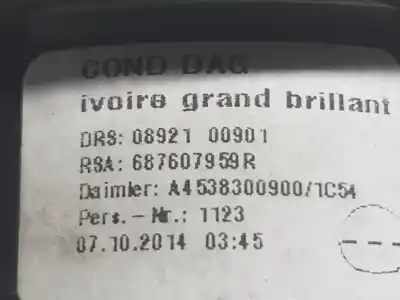 COND DAG
ivoire grand brillant
DRS: 08921 00901
RSA: 687607959R
Daimler: A4538300900/1C54
Pers.-Nr.: 1123
07.10.2014 03:45